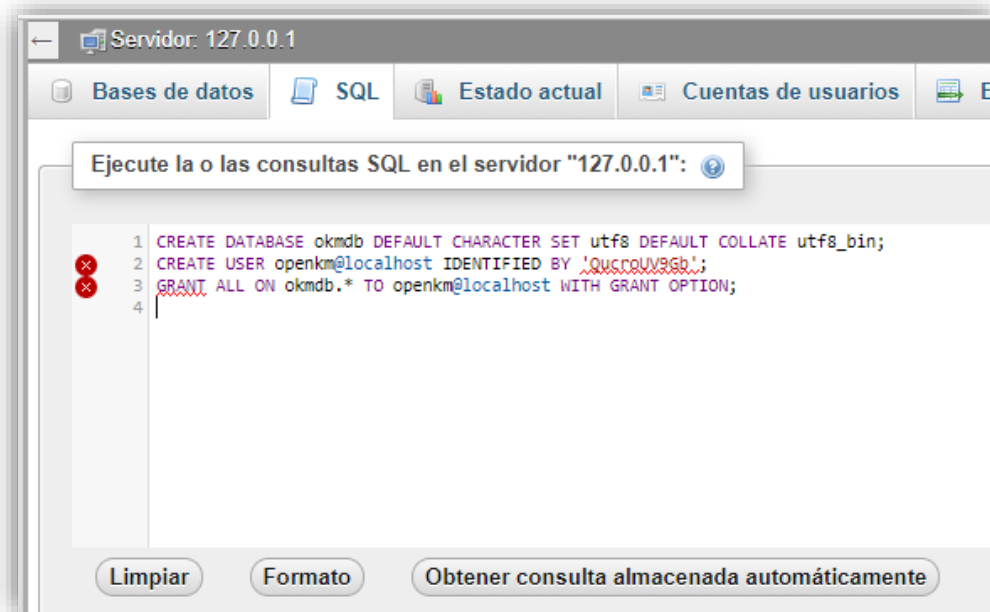 ← Servidor: 127.0.0.1
Bases de datos SQL Estado actual Cuentas de usuarios E
Ejecute la o las consultas SQL en el servidor "127.0.0.1":
1 CREATE DATABASE okmdb DEFAULT CHARACTER SET utf8 DEFAULT COLLATE utf8_bin;
2 CREATE USER openkm@localhost IDENTIFIED BY 'QucroUV9Gb';
3 GRANT ALL ON okmdb.* TO openkm@localhost WITH GRANT OPTION;
4
Limpiar Formato Obtener consulta almacenada automáticamente